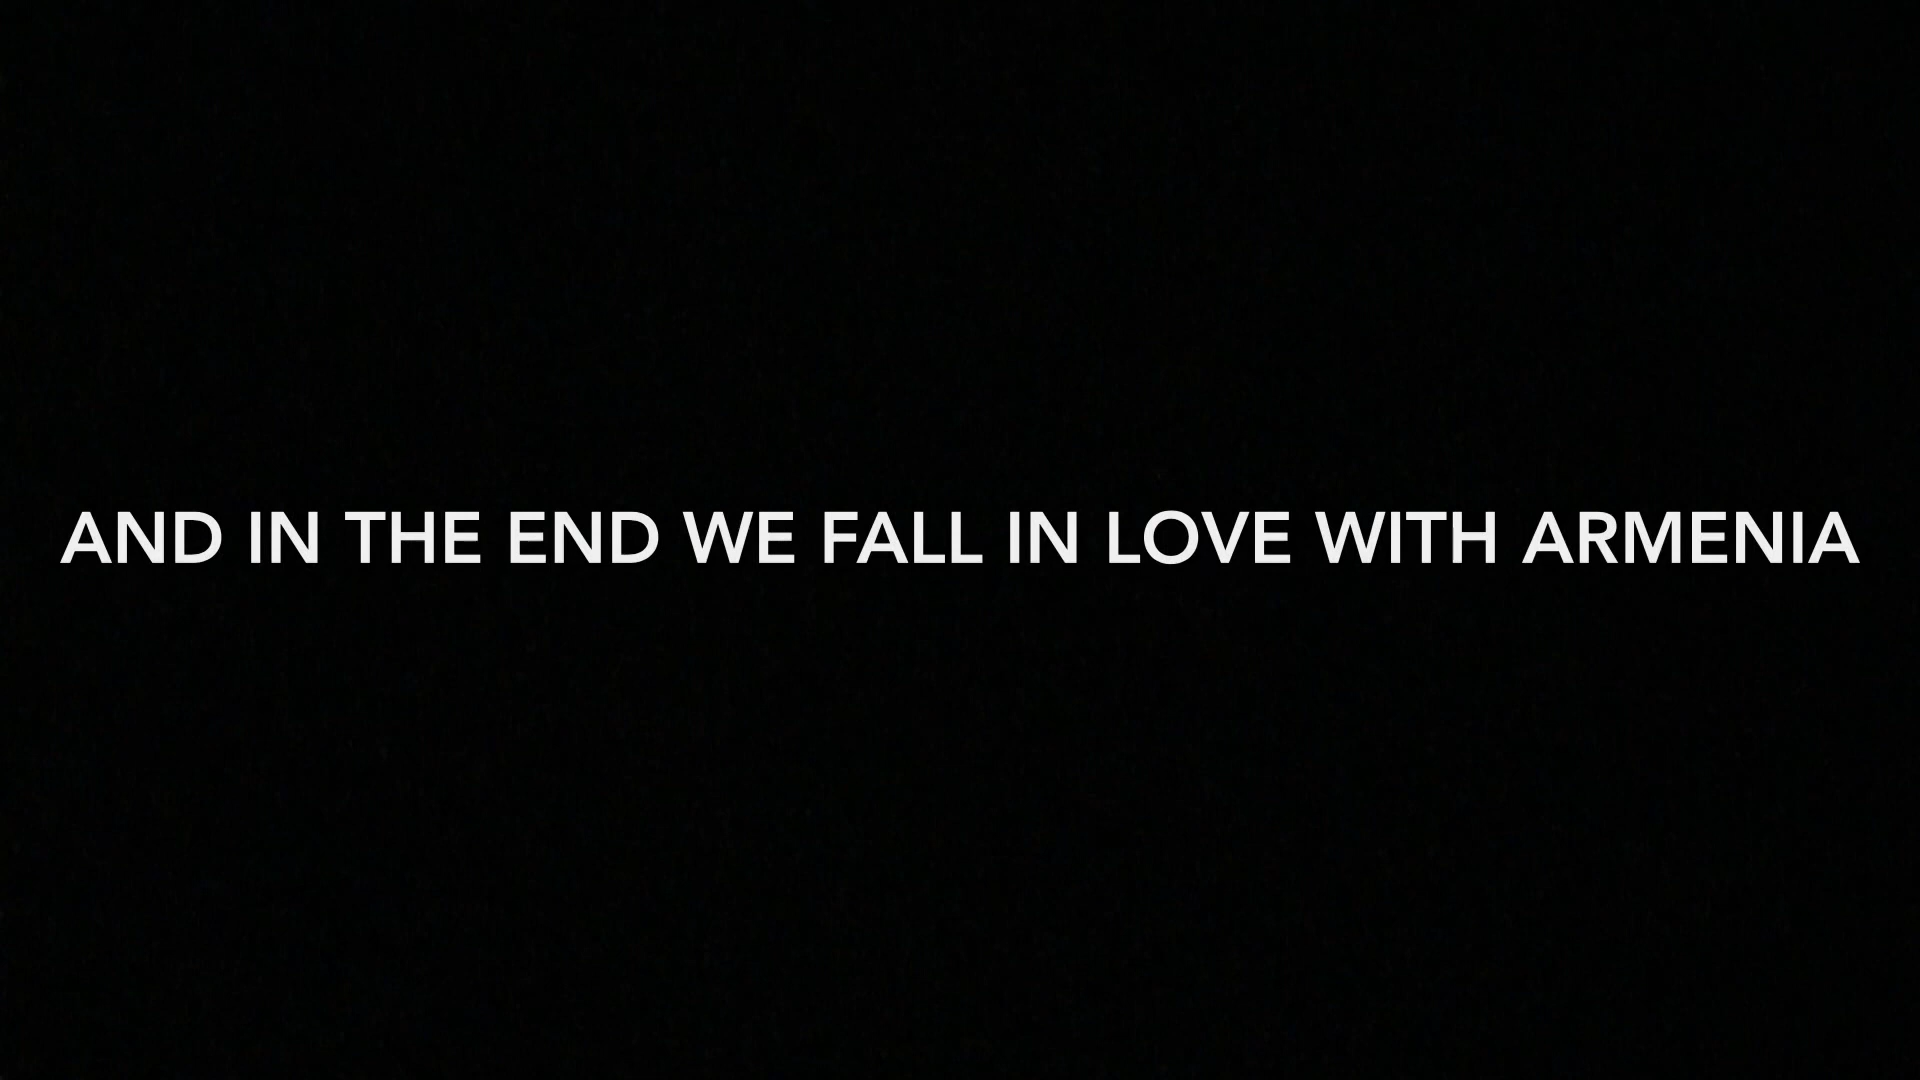 AND IN THE END WE FALL IN LOVE WITH ARMENIA